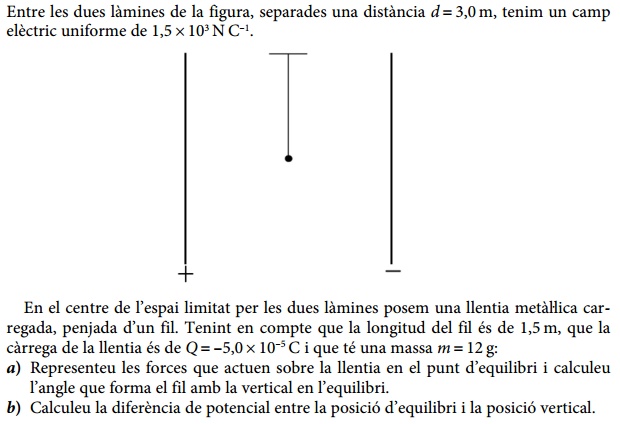 Entre les dues làmines de la figura, separades una distància d = 3,0 m, tenim un camp
elèctric uniforme de 1,5 × 10³ N C⁻¹.
+
−
En el centre de l’espai limitat per les dues làmines posem una llentia metàl·lica car-
regada, penjada d’un fil. Tenint en compte que la longitud del fil és de 1,5 m, que la
càrrega de la llentia és de Q = −5,0 × 10⁻⁵ C i que té una massa m = 12 g:
a) Representeu les forces que actuen sobre la llentia en el punt d’equilibri i calculeu
l’angle que forma el fil amb la vertical en l’equilibri.
b) Calculeu la diferència de potencial entre la posició d’equilibri i la posició vertical.